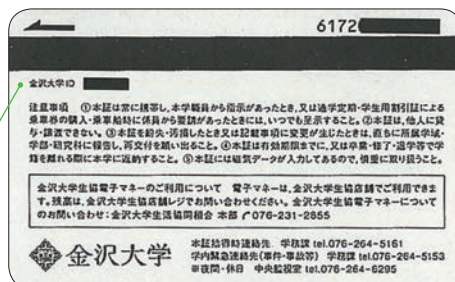 6172
金沢大学ID
注意事項　①本証は常に携帯し、本学職員から指示があったとき、又は通学定期・学生用割引証による
乗車券の購入・乗車船時に係員から要請があったときには、いつでも呈示すること。②本証は、他人に貸
与・譲渡できない。③本証を紛失・汚損したとき又は記載事項に変更が生じたときは、直ちに所属学域・
学部・研究科に報告し、再交付を願い出ること。④本証は有効期限までに、又は卒業・修了・退学等で学
籍を離れる際に本学に返納すること。⑤本証には磁気データが入力してあるので、慎重に取り扱うこと。
金沢大学生協電子マネーのご利用について　電子マネーは、金沢大学生協店舗でご利用できま
す。残高は、金沢大学生協店舗レジでお問い合わせください。金沢大学生協電子マネーについて
のお問い合わせ：金沢大学生活協同組合 本部 ✆076-231-2855
金沢大学
本証拾得時連絡先　学務課 tel.076-264-5161
学内緊急連絡先(事件・事故等)　学務課 tel.076-264-5153
※夜間・休日　中央監視室 tel.076-264-6295